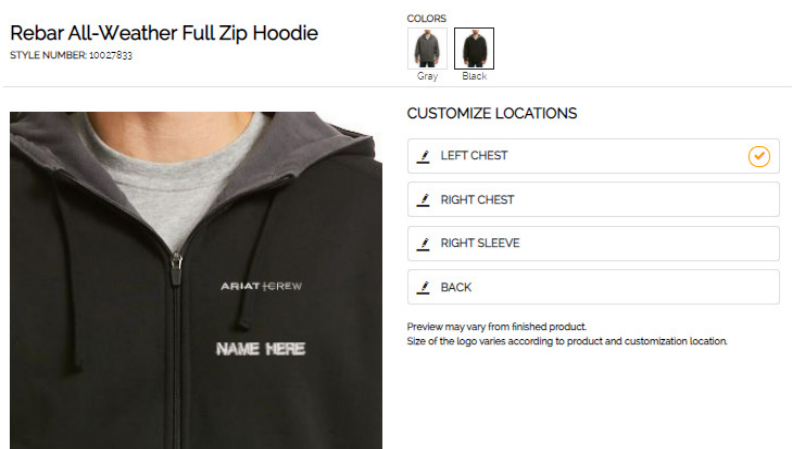 Rebar All-Weather Full Zip Hoodie
STYLE NUMBER: 10027833
COLORS
Gray
Black
CUSTOMIZE LOCATIONS
LEFT CHEST
RIGHT CHEST
RIGHT SLEEVE
BACK
Preview may vary from finished product.
Size of the logo varies according to product and customization location.
ARIAT CREW
NAME HERE